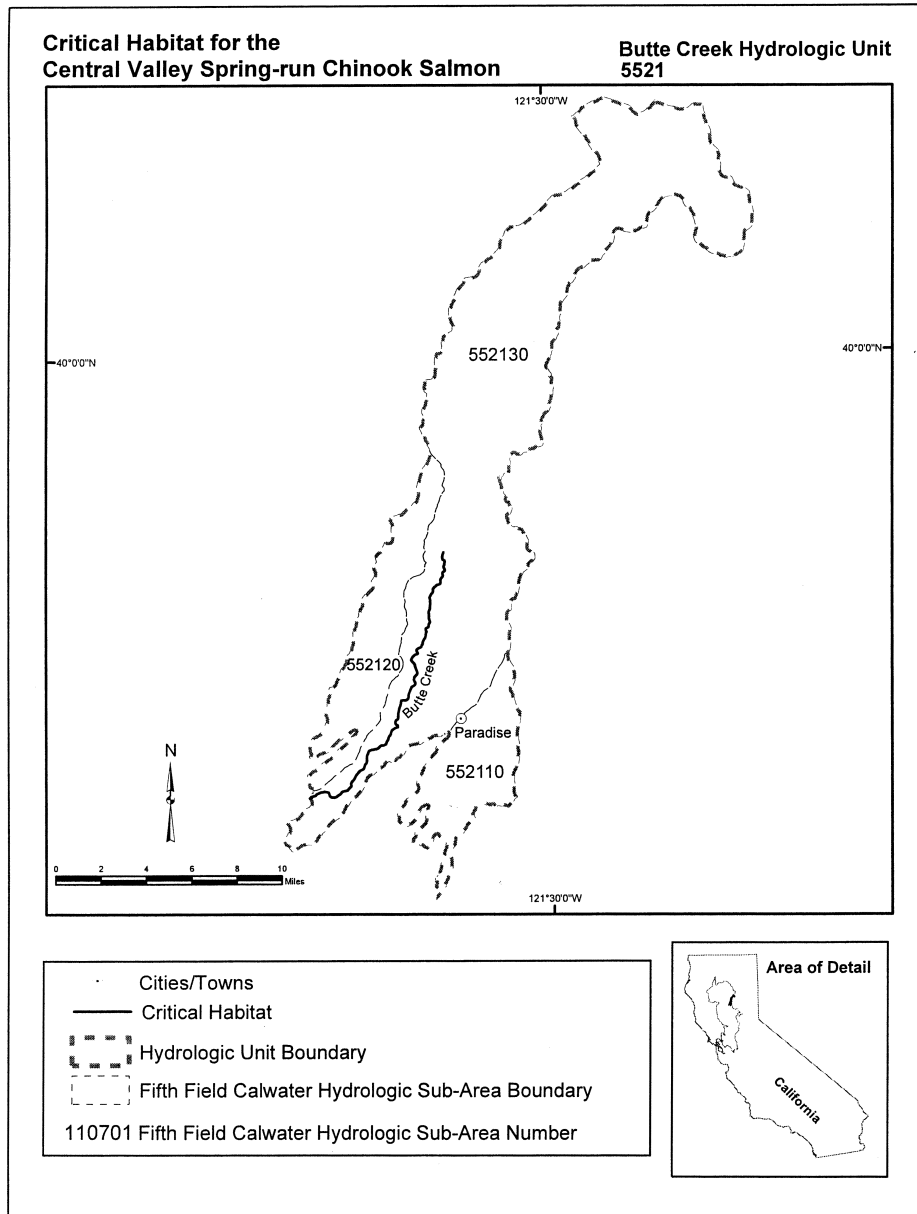 Critical Habitat for the
Central Valley Spring-run Chinook Salmon
Butte Creek Hydrologic Unit
5521
121°30'0"W
40°0'0"N
40°0'0"N
552130
552120
Butte Creek
Paradise
552110
N
0 2 4 6 8 10
Miles
121°30'0"W
Cities/Towns
Critical Habitat
Hydrologic Unit Boundary
Fifth Field Calwater Hydrologic Sub-Area Boundary
110701 Fifth Field Calwater Hydrologic Sub-Area Number
Area of Detail
California